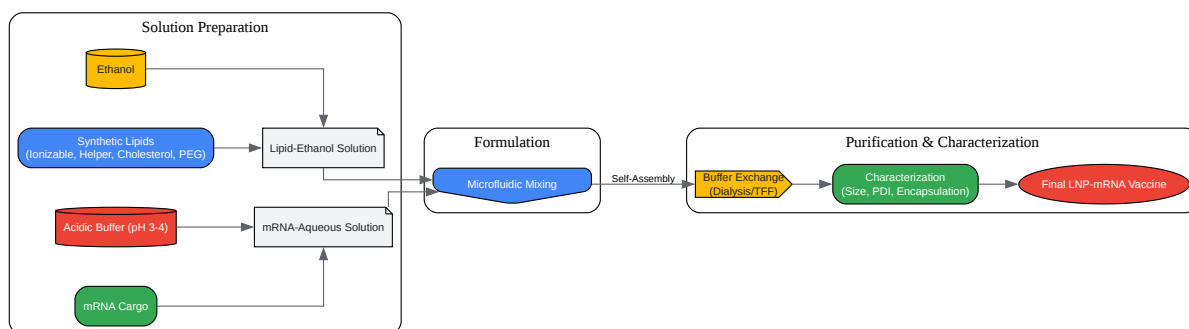 Solution Preparation
Ethanol
Synthetic Lipids
(Ionizable, Helper, Cholesterol, PEG)
Lipid-Ethanol Solution
Acidic Buffer (pH 3-4)
mRNA-Aqueous Solution
mRNA Cargo
Formulation
Microfluidic Mixing
Self-Assembly
Purification & Characterization
Buffer Exchange
(Dialysis/TFF)
Characterization
(Size, PDI, Encapsulation)
Final LNP-mRNA Vaccine